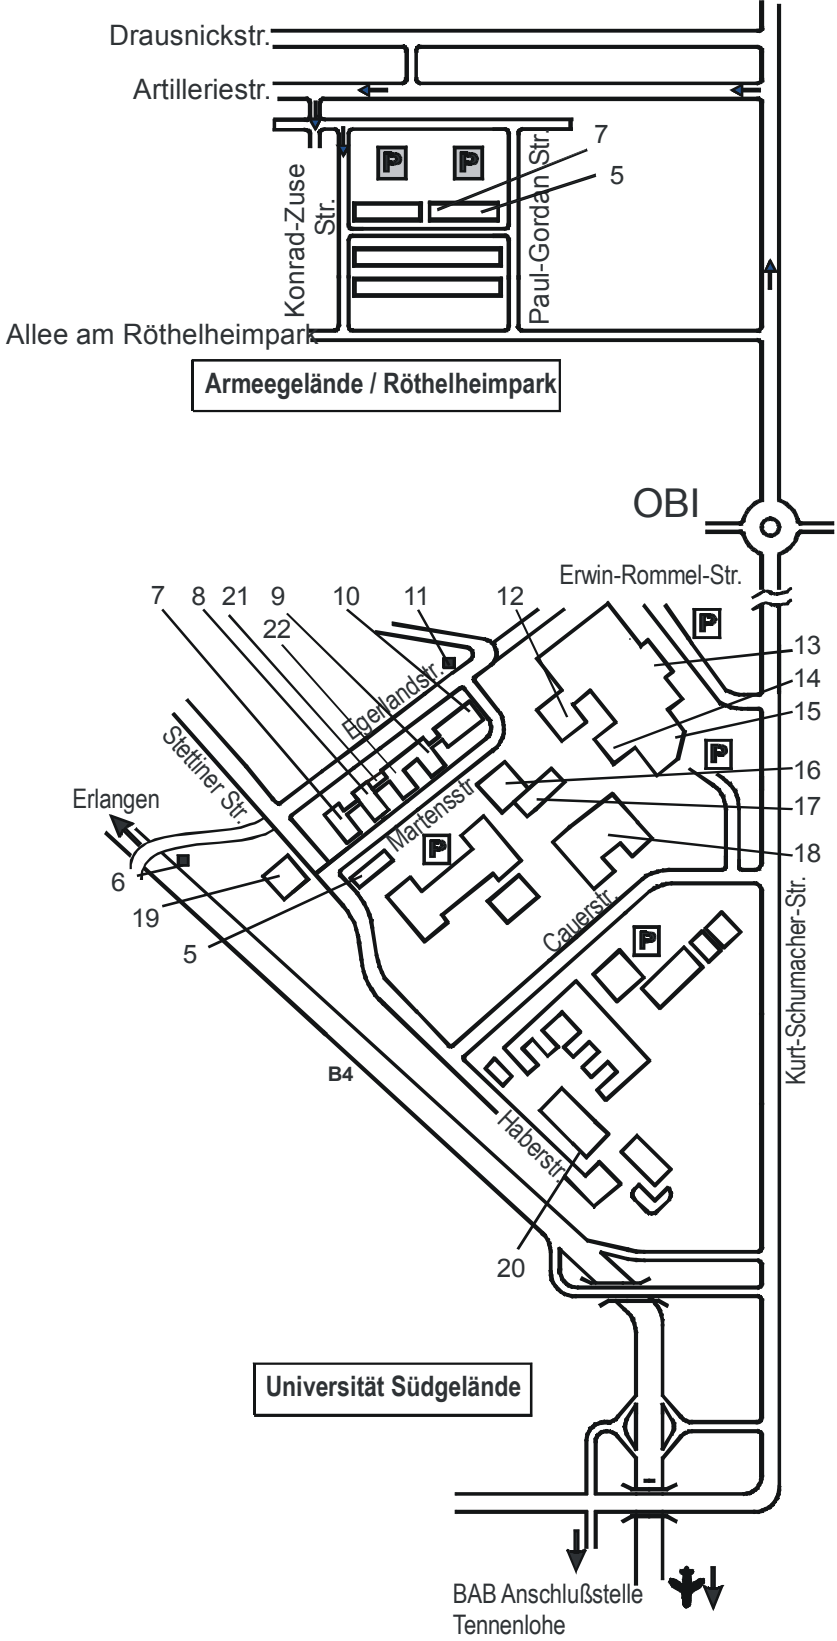 Drausnickstr.
Artilleriestr.
P
P
7
5
Konrad-Zuse
Str.
Paul-Gordan Str.
Allee am Röthelheimpark
Armeegelände / Röthelheimpark
OBI
Erwin-Rommel-Str.
7
8
21
9
10
11
12
22
P
13
14
15
Egerlandstr.
Stettiner Str.
P
16
Martensstr.
17
Erlangen
P
18
6
19
5
Cauerstr.
P
Kurt-Schumacher-Str.
B4
Haberstr.
20
Universität Südgelände
BAB Anschlußstelle
Tennenlohe